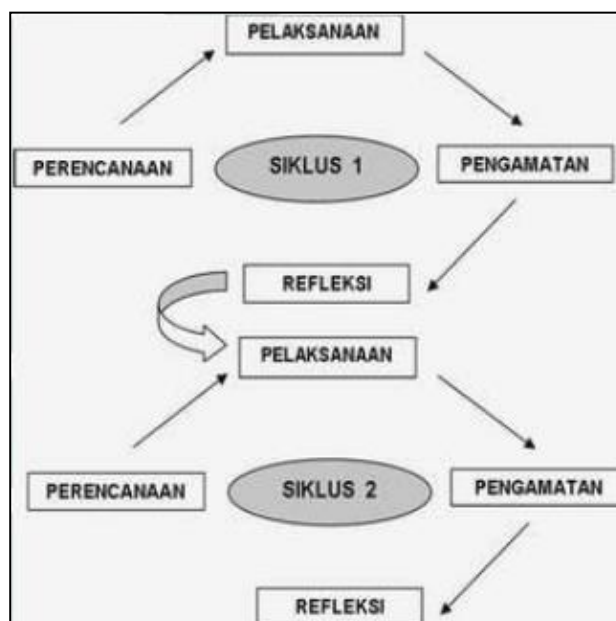 PELAKSANAAN
PERENCANAAN
SIKLUS 1
PENGAMATAN
REFLEKSI
PELAKSANAAN
PERENCANAAN
SIKLUS 2
PENGAMATAN
REFLEKSI